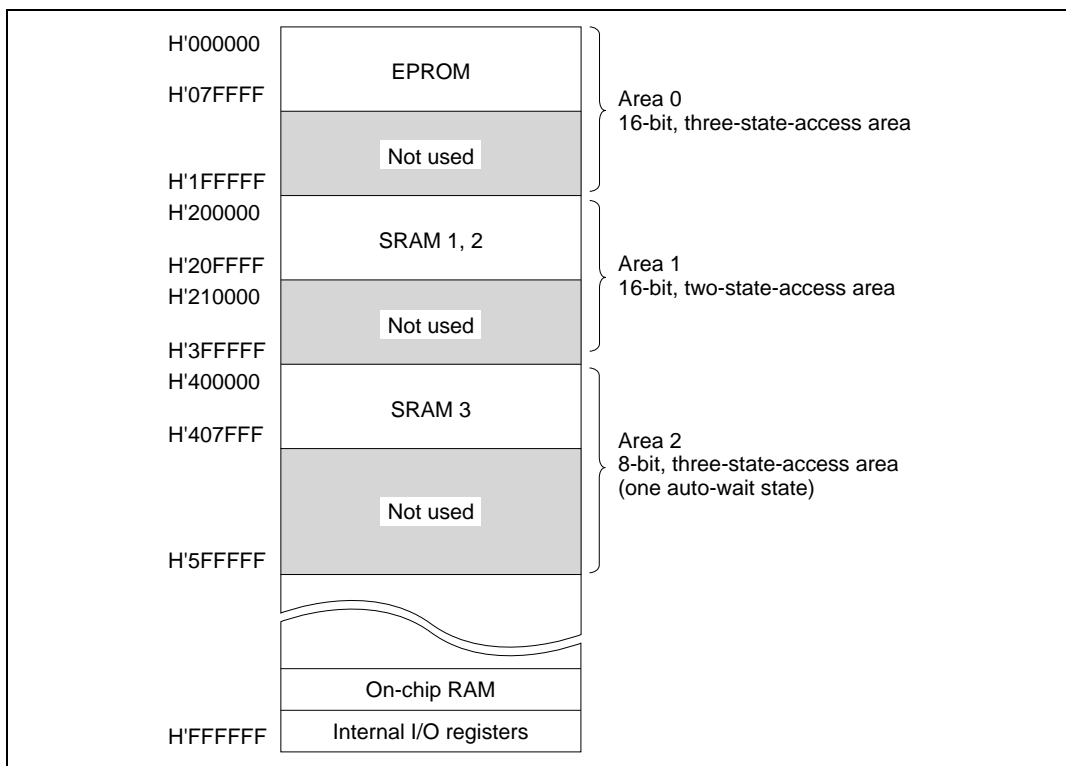 H'000000
EPROM
H'07FFFF
Area 0
16-bit, three-state-access area
Not used
H'1FFFFF
H'200000
SRAM 1, 2
H'20FFFF
Area 1
16-bit, two-state-access area
H'210000
Not used
H'3FFFFF
H'400000
SRAM 3
H'407FFF
Area 2
8-bit, three-state-access area
(one auto-wait state)
Not used
H'5FFFFF
On-chip RAM
Internal I/O registers
H'FFFFFF